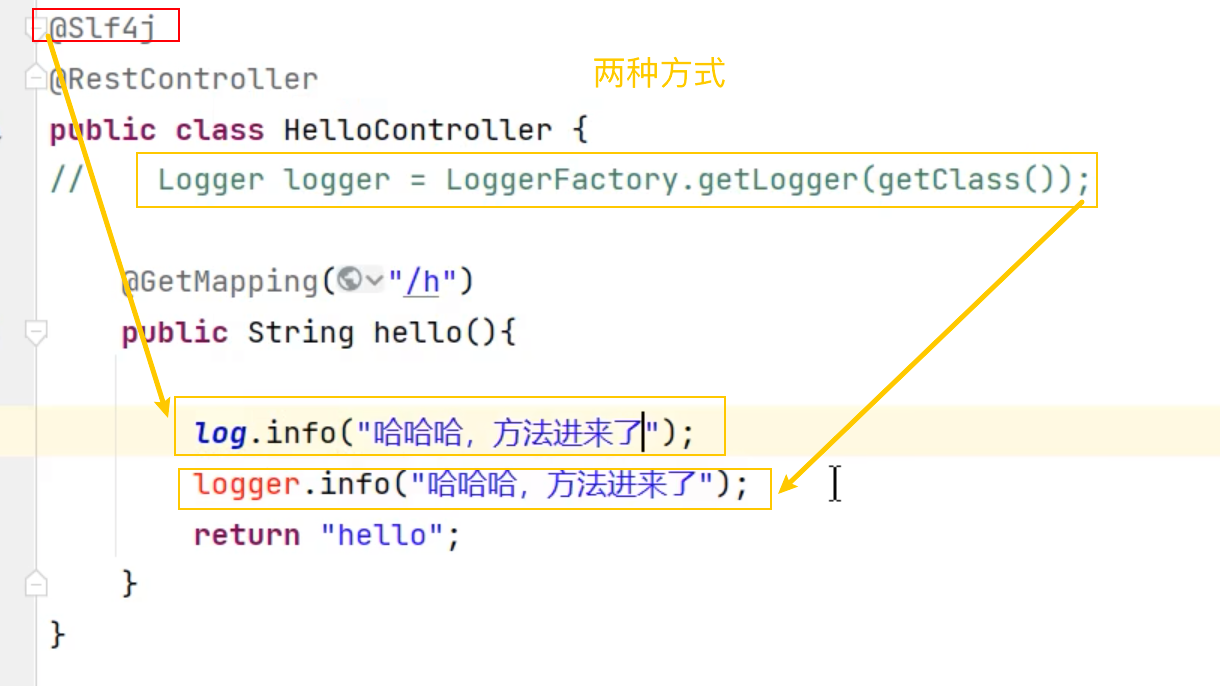 @Slf4j
@RestController
两种方式
public class HelloController {
// Logger logger = LoggerFactory.getLogger(getClass());
@GetMapping("/h")
public String hello(){
log.info("哈哈哈，方法进来了");
logger.info("哈哈哈，方法进来了");
return "hello";
}
}